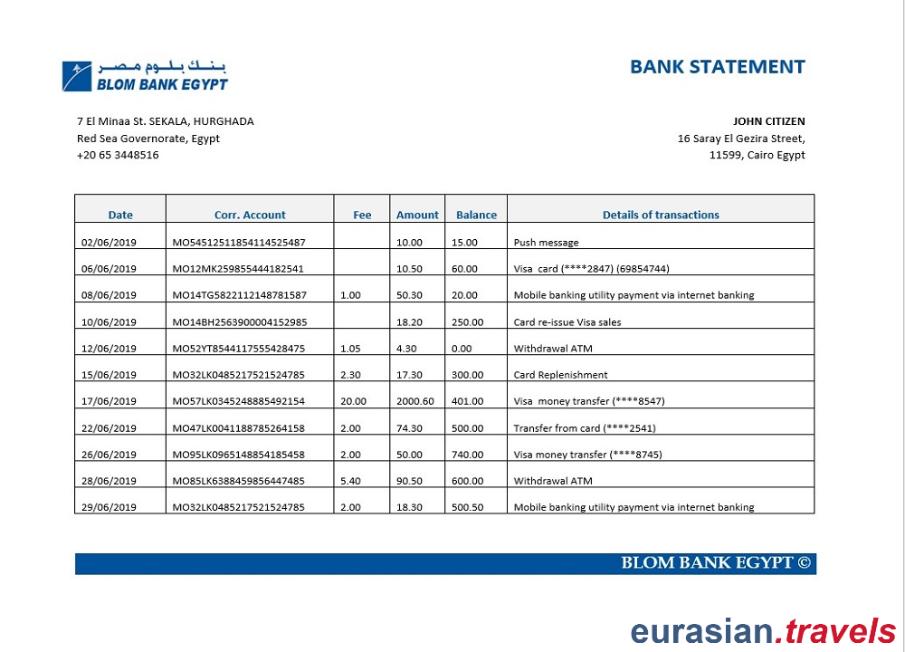 بنك بلوم مصر
BLOM BANK EGYPT
BANK STATEMENT
7 El Minaa St. SEKALA, HURGHADA
Red Sea Governorate, Egypt
+20 65 3448516
JOHN CITIZEN
16 Saray El Gezira Street,
11599, Cairo Egypt
Date Corr. Account Fee Amount Balance Details of transactions
02/06/2019 MO54512511854114525487 10.00 15.00 Push message
06/06/2019 MO12MK259855444182541 10.50 60.00 Visa card (****2847) (69854744)
08/06/2019 MO14TG5822112148781587 1.00 50.30 20.00 Mobile banking utility payment via internet banking
10/06/2019 MO14BH2563900004152985 18.20 250.00 Card re-issue Visa sales
12/06/2019 MO52YT8544117555428475 1.05 4.30 0.00 Withdrawal ATM
15/06/2019 MO32LK0485217521524785 2.30 17.30 300.00 Card Replenishment
17/06/2019 MO57LK0345248885492154 20.00 2000.60 401.00 Visa money transfer (****8547)
22/06/2019 MO47LK0041188785264158 2.00 74.30 500.00 Transfer from card (****2541)
26/06/2019 MO95LK0965148854185458 2.00 50.00 740.00 Visa money transfer (****8745)
28/06/2019 MO85LK6388459856447485 5.40 90.50 600.00 Withdrawal ATM
29/06/2019 MO32LK0485217521524785 2.00 18.30 500.50 Mobile banking utility payment via internet banking
BLOM BANK EGYPT ©
eurasian.travels